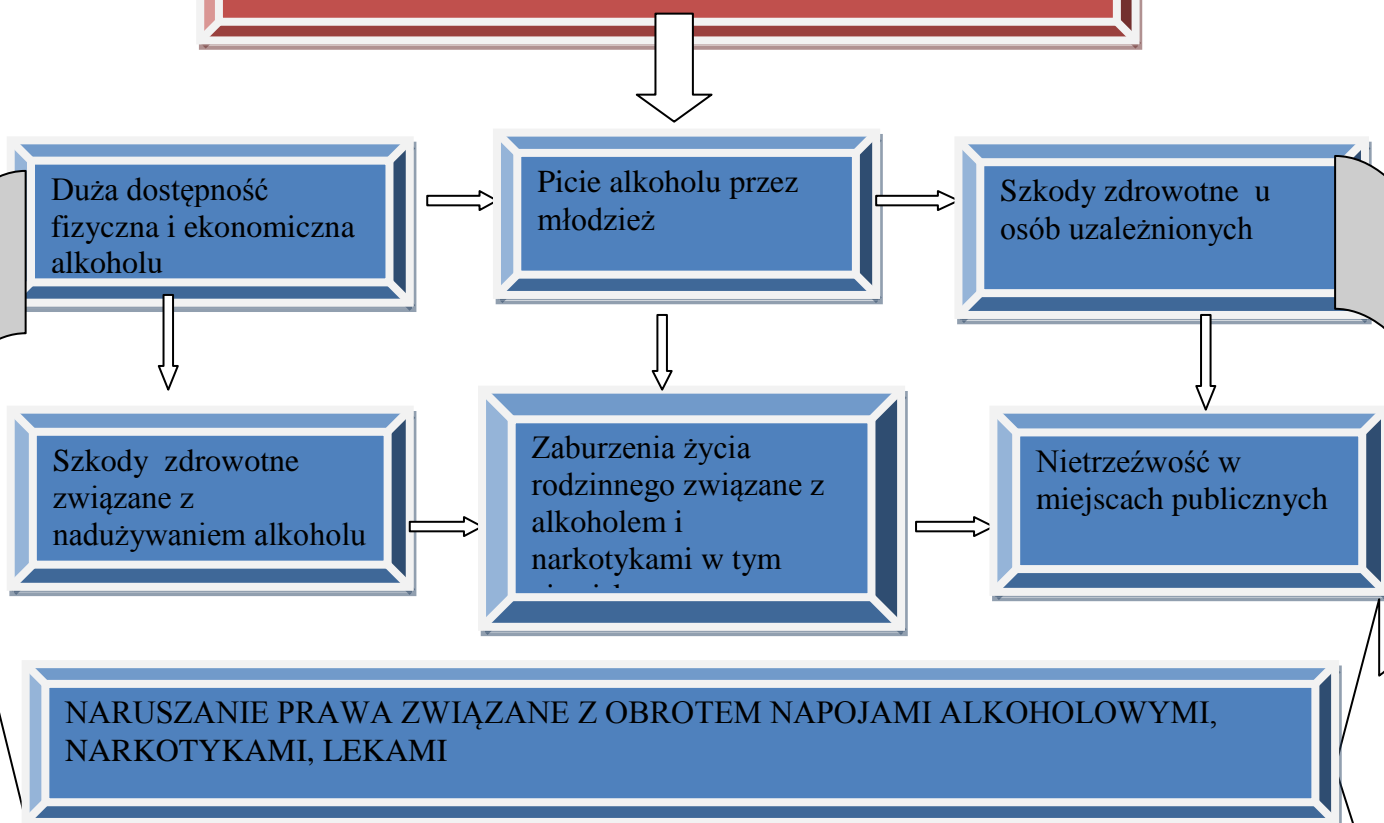 Duża dostępność
fizyczna i ekonomiczna
alkoholu
Picie alkoholu przez
młodzież
Szkody zdrowotne u
osób uzależnionych
Szkody zdrowotne
związane z
nadużywaniem alkoholu
Zaburzenia życia
rodzinnego związane z
alkoholem i
narkotykami w tym
Nietrzeźwość w
miejscach publicznych
NARUSZANIE PRAWA ZWIĄZANE Z OBROTEM NAPOJAMI ALKOHOLOWYMI,
NARKOTYKAMI, LEKAMI